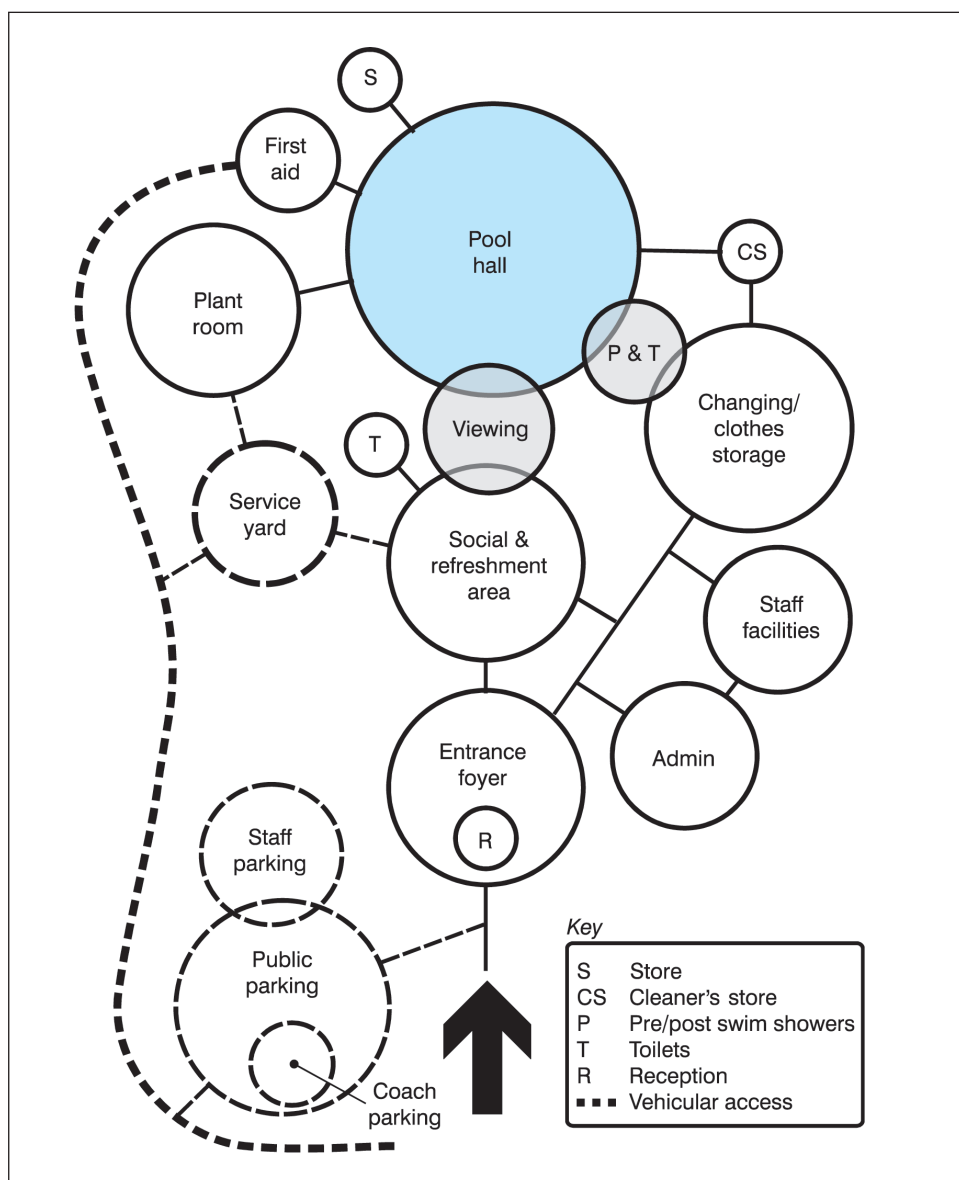 S
First
aid
Pool
hall
CS
Plant
room
P & T
Changing/
clothes
storage
Viewing
T
Service
yard
Social &
refreshment
area
Staff
facilities
Entrance
foyer
Admin
R
Staff
parking
Public
parking
Coach
parking
Key
S Store
CS Cleaner's store
P Pre/post swim showers
T Toilets
R Reception
Vehicular access